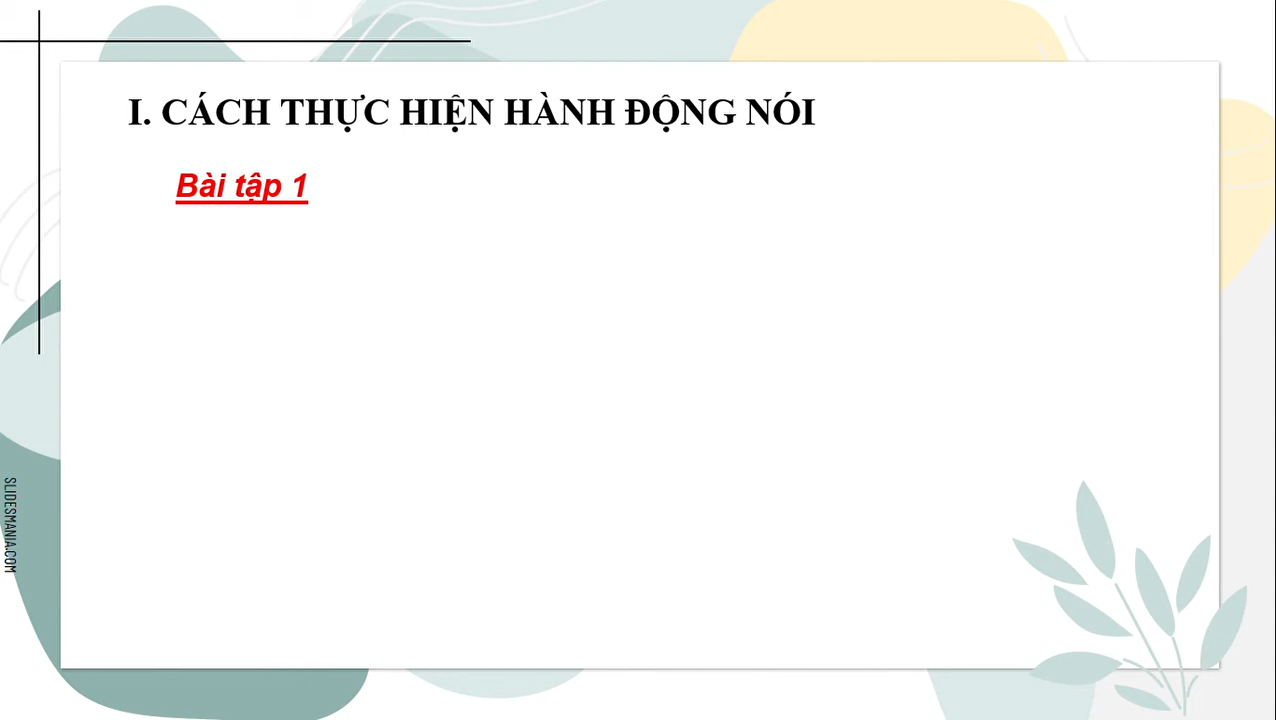 I. CÁCH THỰC HIỆN HÀNH ĐỘNG NÓI
Bài tập 1
SLIDESMANIA.COM